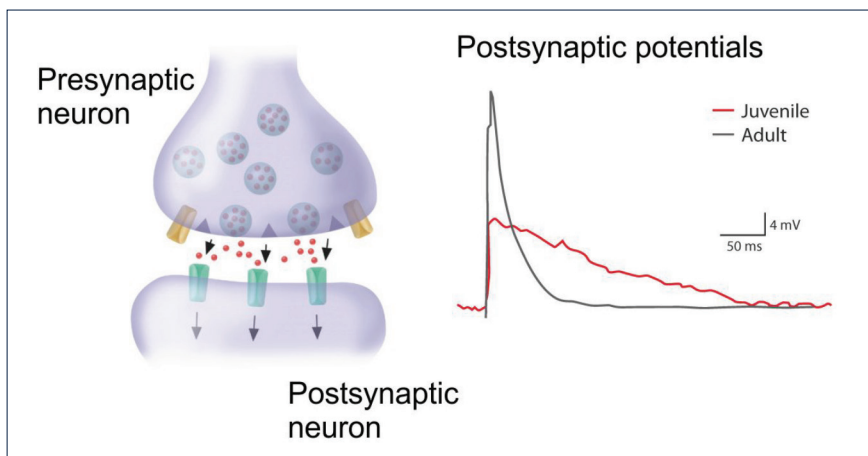 Presynaptic
neuron
Postsynaptic
neuron
Postsynaptic potentials
Juvenile
Adult
4 mV
50 ms